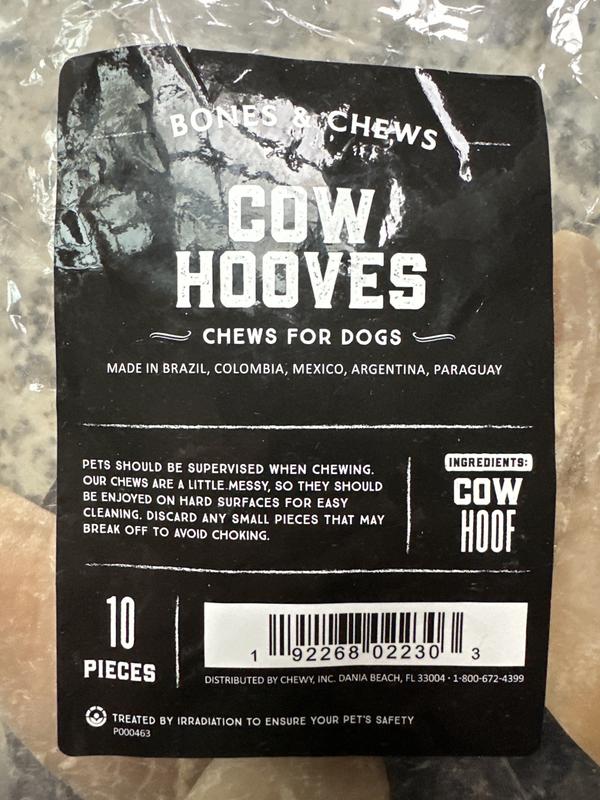 BONES & CHEWS
COW
HOOVES
CHEWS FOR DOGS
MADE IN BRAZIL, COLOMBIA, MEXICO, ARGENTINA, PARAGUAY
PETS SHOULD BE SUPERVISED WHEN CHEWING.
OUR CHEWS ARE A LITTLE MESSY, SO THEY SHOULD
BE ENJOYED ON HARD SURFACES FOR EASY
CLEANING. DISCARD ANY SMALL PIECES THAT MAY
BREAK OFF TO AVOID CHOKING.
INGREDIENTS:
COW
HOOF
10
PIECES
1 92268 02230 3
DISTRIBUTED BY CHEWY, INC. DANIA BEACH, FL 33004 · 1-800-672-4399
TREATED BY IRRADIATION TO ENSURE YOUR PET'S SAFETY
P000463